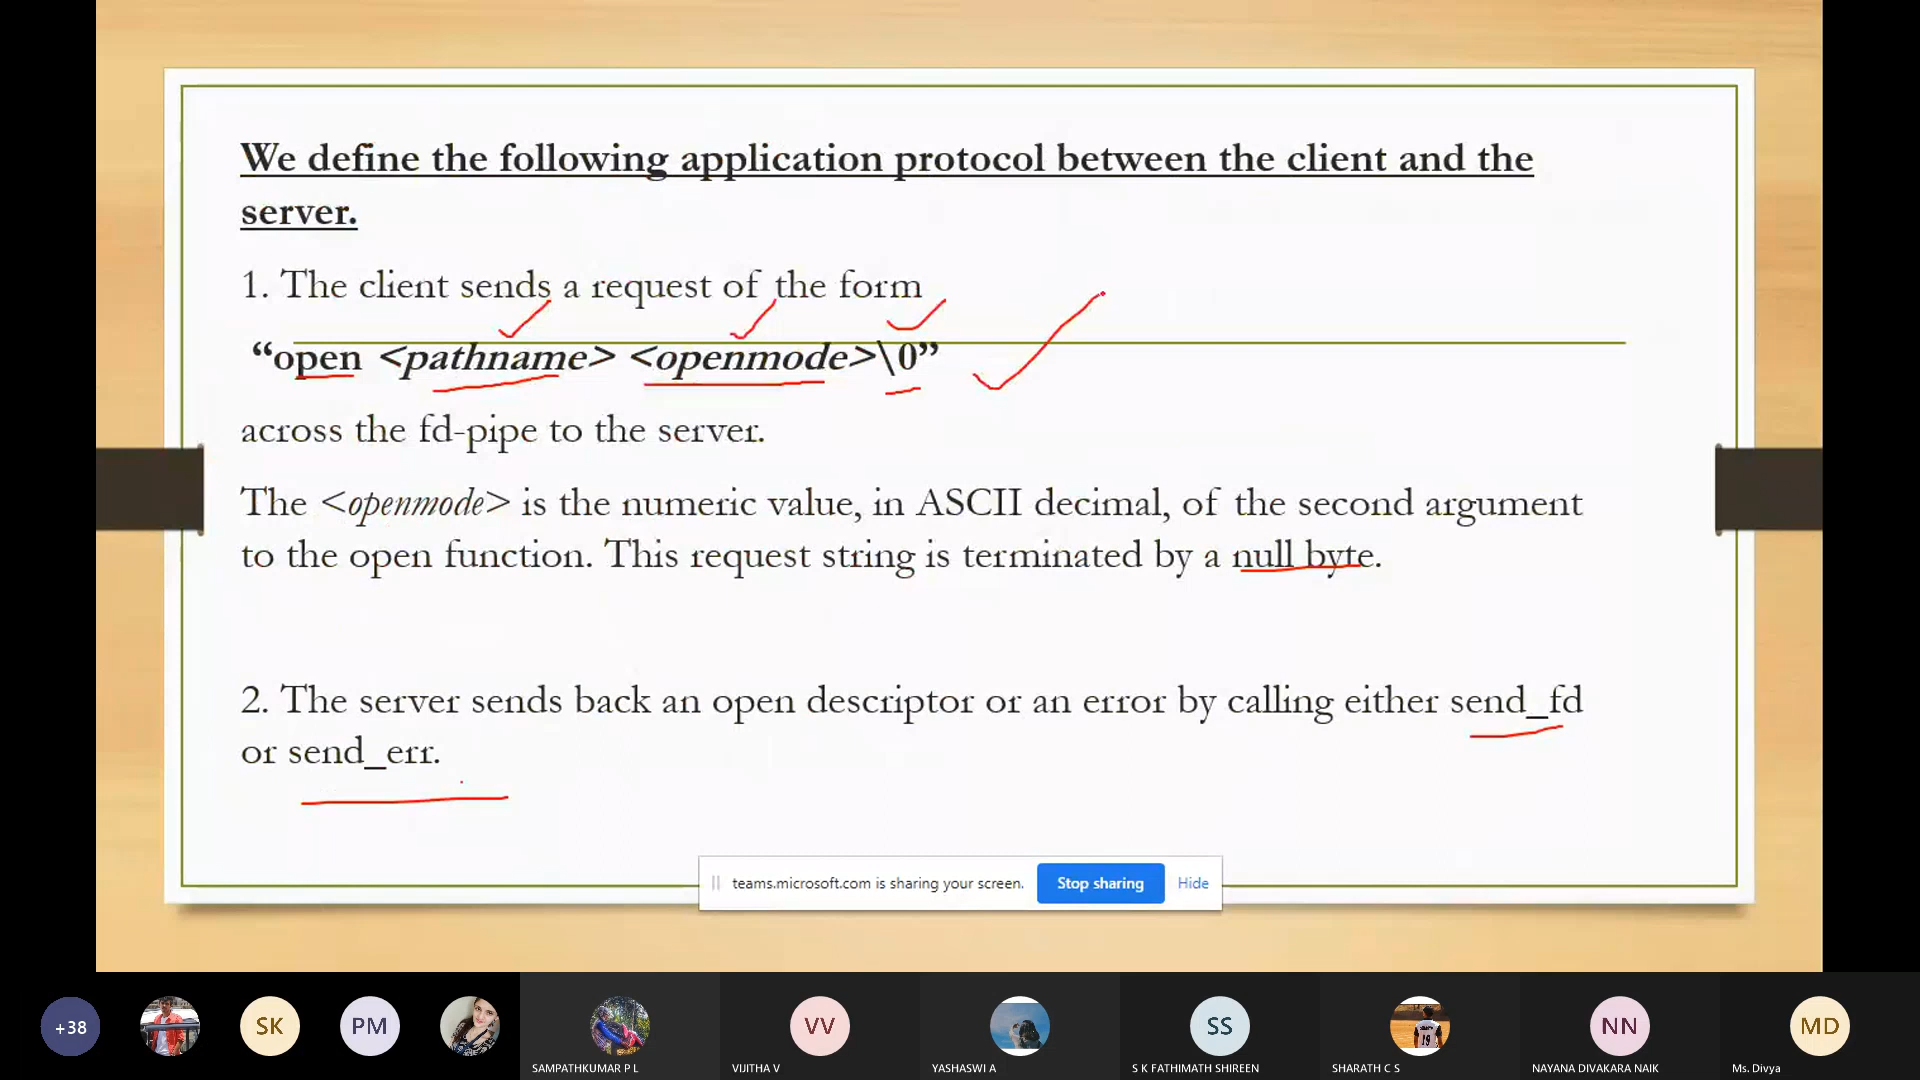 We define the following application protocol between the client and the
server.
1. The client sends a request of the form
“open <pathname> <openmode>\0”
across the fd-pipe to the server.
The <openmode> is the numeric value, in ASCII decimal, of the second argument
to the open function. This request string is terminated by a null byte.
2. The server sends back an open descriptor or an error by calling either send_fd
or send_err.
teams.microsoft.com is sharing your screen. Stop sharing Hide
+38 SK PM VV SS 19 NN MD
SAMPATHKUMAR P L VIJITHA V YASHASWI A S K FATHIMATH SHIREEN SHARATH C S NAYANA DIVAKARA NAIK Ms. Divya